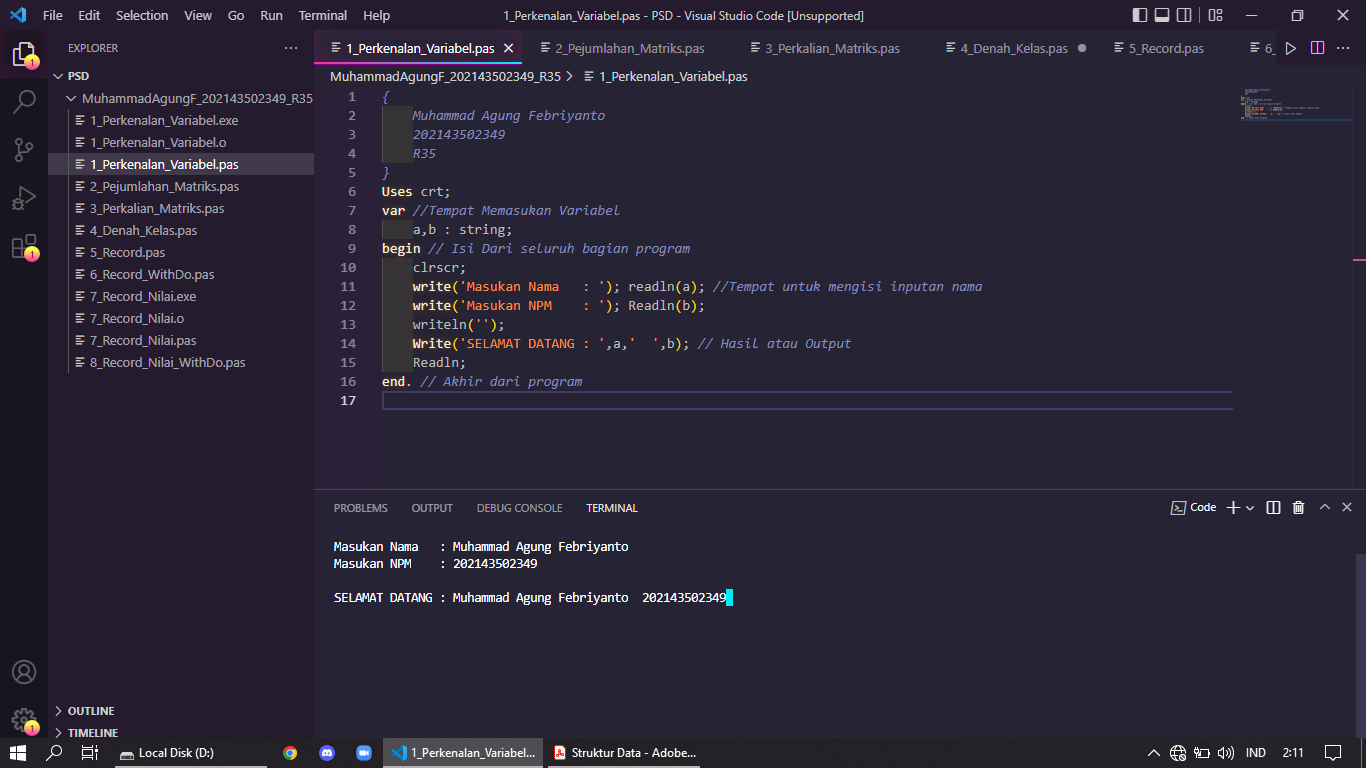 File Edit Selection View Go Run Terminal Help 1_Perkenalan_Variabel.pas - PSD - Visual Studio Code [Unsupported]
EXPLORER
PSD
MuhammadAgungF_202143502349_R35
1_Perkenalan_Variabel.exe
1_Perkenalan_Variabel.o
1_Perkenalan_Variabel.pas
2_Pejumlahan_Matriks.pas
3_Perkalian_Matriks.pas
4_Denah_Kelas.pas
5_Record.pas
6_Record_WithDo.pas
7_Record_Nilai.exe
7_Record_Nilai.o
7_Record_Nilai.pas
8_Record_Nilai_WithDo.pas
OUTLINE
TIMELINE
1
1
1
1_Perkenalan_Variabel.pas 2_Pejumlahan_Matriks.pas 3_Perkalian_Matriks.pas 4_Denah_Kelas.pas 5_Record.pas 6_
MuhammadAgungF_202143502349_R35 > 1_Perkenalan_Variabel.pas
1 {
2 Muhammad Agung Febriyanto
3 202143502349
4 R35
5 }
6 Uses crt;
7 var //Tempat Memasukan Variabel
8 a,b : string;
9 begin // Isi Dari seluruh bagian program
10 clrscr;
11 write('Masukan Nama   : '); readln(a); //Tempat untuk mengisi inputan nama
12 write('Masukan NPM    : '); Readln(b);
13 writeln('');
14 Write('SELAMAT DATANG : ',a,'  ',b); // Hasil atau Output
15 Readln;
16 end. // Akhir dari program
17
PROBLEMS OUTPUT DEBUG CONSOLE TERMINAL Code
Masukan Nama   : Muhammad Agung Febriyanto
Masukan NPM    : 202143502349
SELAMAT DATANG : Muhammad Agung Febriyanto  202143502349
Local Disk (D:) 1_Perkenalan_Variabel... Struktur Data - Adobe... IND 2:11